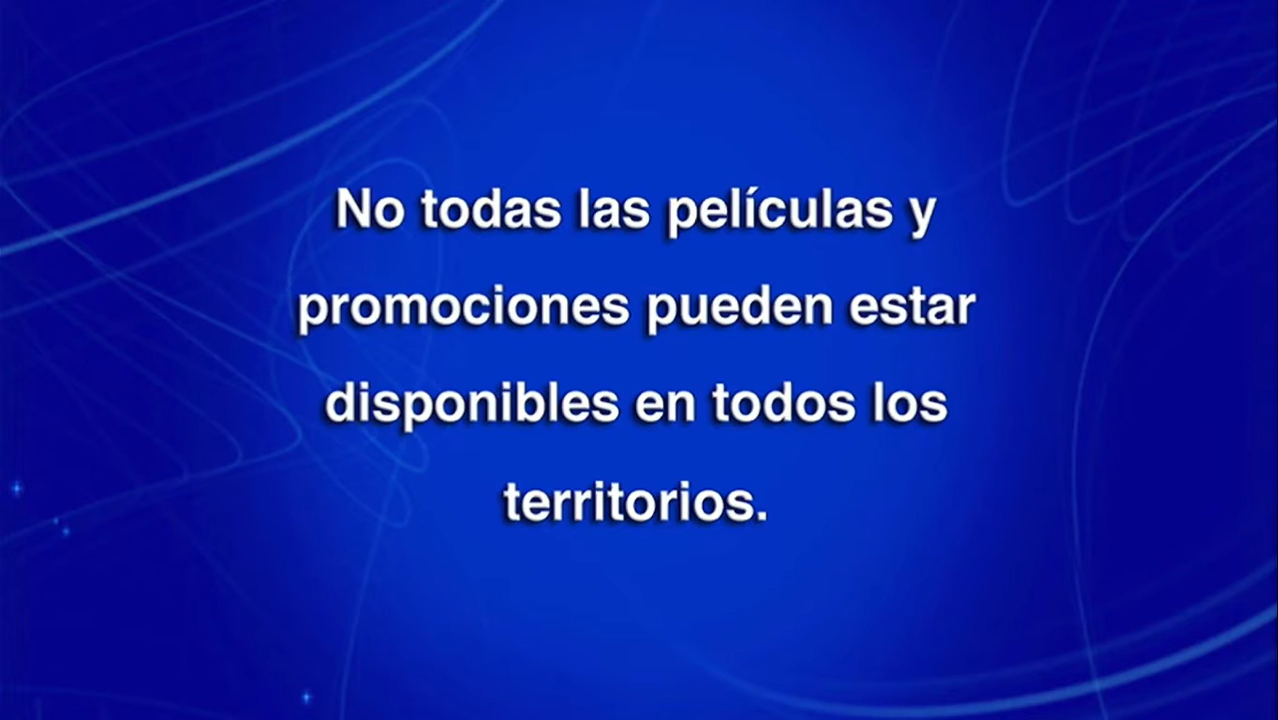 No todas las películas y
promociones pueden estar
disponibles en todos los
territorios.